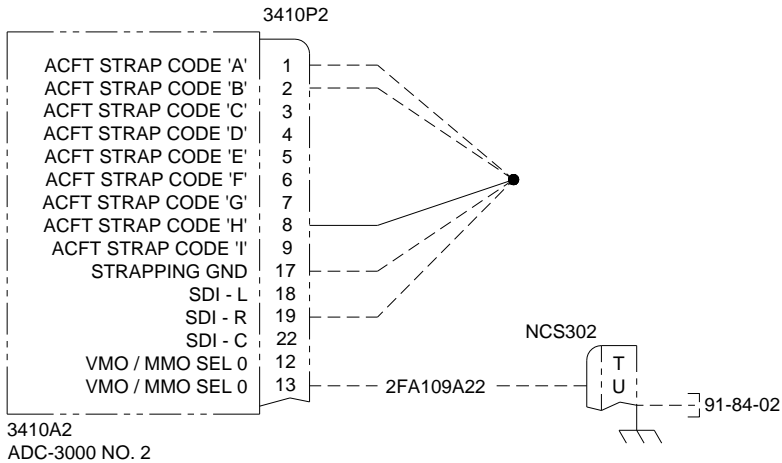 3410P2
ACFT STRAP CODE 'A' 1
ACFT STRAP CODE 'B' 2
ACFT STRAP CODE 'C' 3
ACFT STRAP CODE 'D' 4
ACFT STRAP CODE 'E' 5
ACFT STRAP CODE 'F' 6
ACFT STRAP CODE 'G' 7
ACFT STRAP CODE 'H' 8
ACFT STRAP CODE 'I' 9
STRAPPING GND 17
SDI - L 18
SDI - R 19
SDI - C 22
VMO / MMO SEL 0 12
VMO / MMO SEL 0 13
2FA109A22
NCS302
T
U
91-84-02
3410A2
ADC-3000 NO. 2